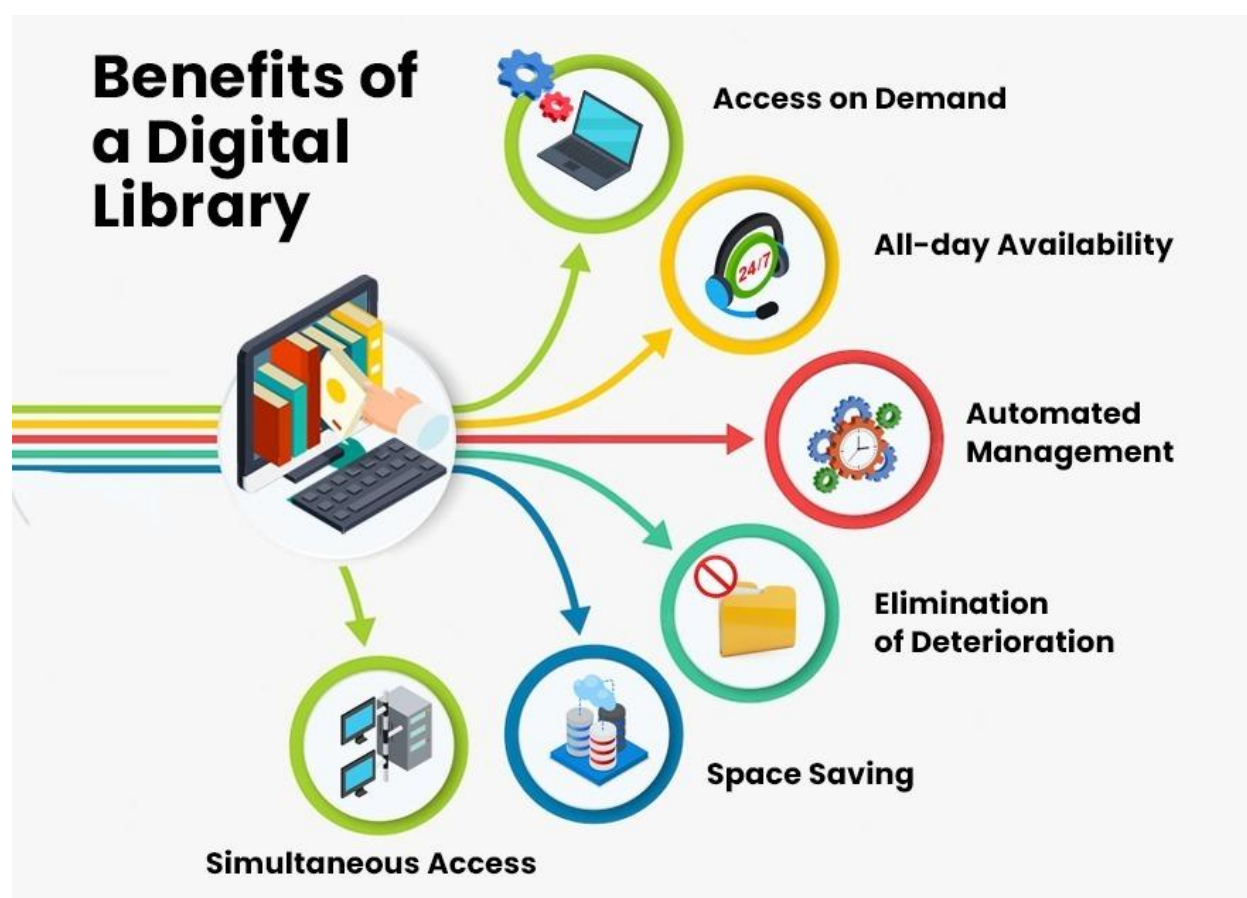 Benefits of
a Digital
Library
Access on Demand
24/7
All-day Availability
Automated
Management
Elimination
of Deterioration
Space Saving
Simultaneous Access